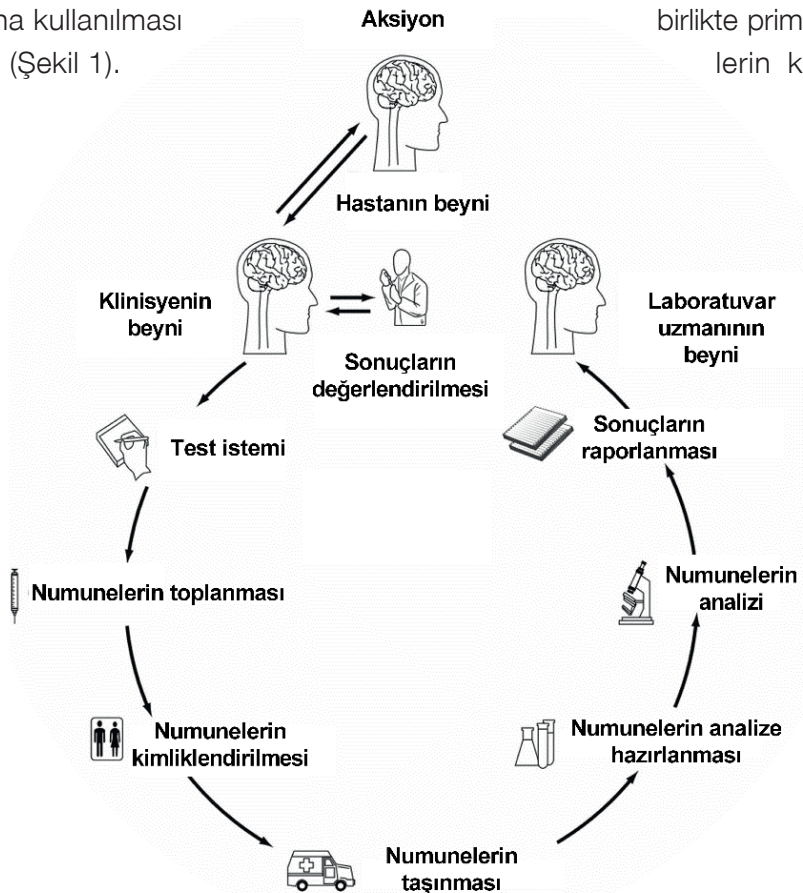 na kullanılması
(Şekil 1).
birlikte prim
lerin k
Aksiyon
Hastanın beyni
Klinisyenin
beyni
Sonuçların
değerlendirilmesi
Laboratuvar
uzmanının
beyni
Test istemi
Sonuçların
raporlanması
Numunelerin toplanması
Numunelerin
analizi
Numunelerin
kimliklendirilmesi
Numunelerin analize
hazırlanması
Numunelerin
taşınması